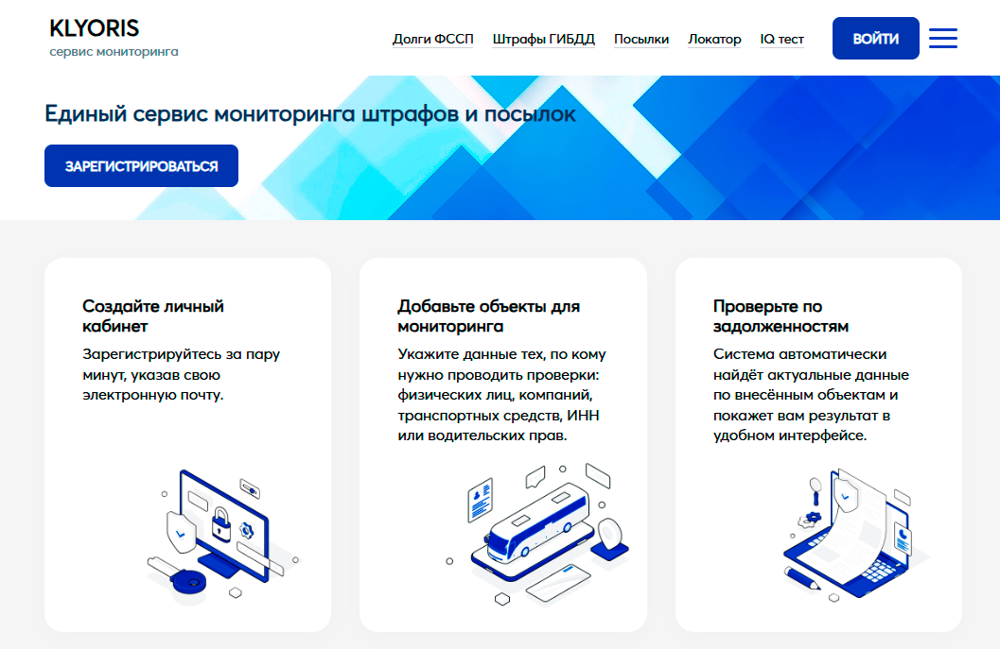 KLYORIS
сервис мониторинга
Долги ФССП
Штрафы ГИБДД
Посылки
Локатор
IQ тест
ВОЙТИ
Единый сервис мониторинга штрафов и посылок
ЗАРЕГИСТРИРОВАТЬСЯ
Создайте личный
кабинет
Зарегистрируйтесь за пару
минут, указав свою
электронную почту.
Добавьте объекты для
мониторинга
Укажите данные тех, по кому
нужно проводить проверки:
физических лиц, компаний,
транспортных средств, ИНН
или водительских прав.
Проверьте по
задолженностям
Система автоматически
найдёт актуальные данные
по внесённым объектам и
покажет вам результат в
удобном интерфейсе.